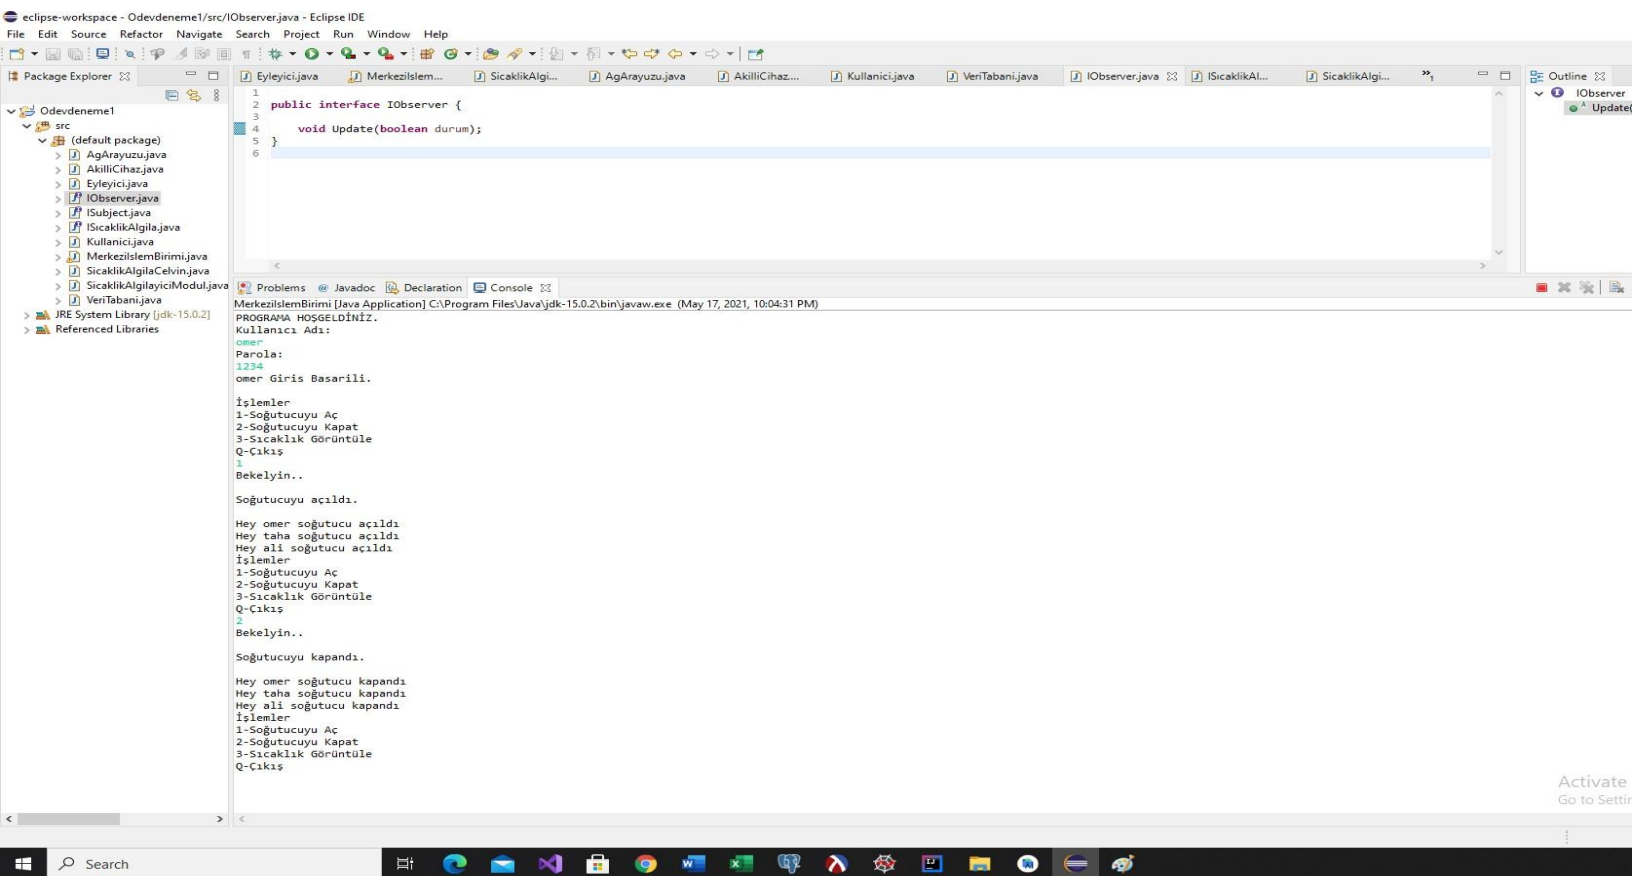 eclipse-workspace - Odevdeneme1/src/IObserver.java - Eclipse IDE
File Edit Source Refactor Navigate Search Project Run Window Help
Package Explorer
Odevdeneme1
src
(default package)
AgArayuzu.java
AkilliCihaz.java
Eyleyici.java
IObserver.java
ISubject.java
ISıcaklikAlgila.java
Kullanici.java
MerkezilslemBirimi.java
SicaklikAlgilaCelvin.java
SicaklikAlgilayiciModul.java
VeriTabani.java
JRE System Library [jdk-15.0.2]
Referenced Libraries
Eyleyici.java Merkezilslem... SicaklikAlgi... AgArayuzu.java AkilliCihaz.... Kullanici.java VeriTabani.java IObserver.java ISicaklikAl... SicaklikAlgi... »1
1
2 public interface IObserver {
3
4 void Update(boolean durum);
5 }
6
Outline
IObserver
Update(
Problems @ Javadoc Declaration Console
MerkezilslemBirimi [Java Application] C:\Program Files\Java\jdk-15.0.2\bin\javaw.exe (May 17, 2021, 10:04:31 PM)
PROGRAMA HOŞGELDİNİZ.
Kullanıcı Adı:
omer
Parola:
1234
omer Giris Basarili.
İşlemler
1-Soğutucuyu Aç
2-Soğutucuyu Kapat
3-Sıcaklık Görüntüle
Q-Çıkış
1
Bekelyin..
Soğutucuyu açıldı.
Hey omer soğutucu açıldı
Hey taha soğutucu açıldı
Hey ali soğutucu açıldı
İşlemler
1-Soğutucuyu Aç
2-Soğutucuyu Kapat
3-Sıcaklık Görüntüle
Q-Çıkış
2
Bekelyin..
Soğutucuyu kapandı.
Hey omer soğutucu kapandı
Hey taha soğutucu kapandı
Hey ali soğutucu kapandı
İşlemler
1-Soğutucuyu Aç
2-Soğutucuyu Kapat
3-Sıcaklık Görüntüle
Q-Çıkış
Activate
Go to Settin
Search